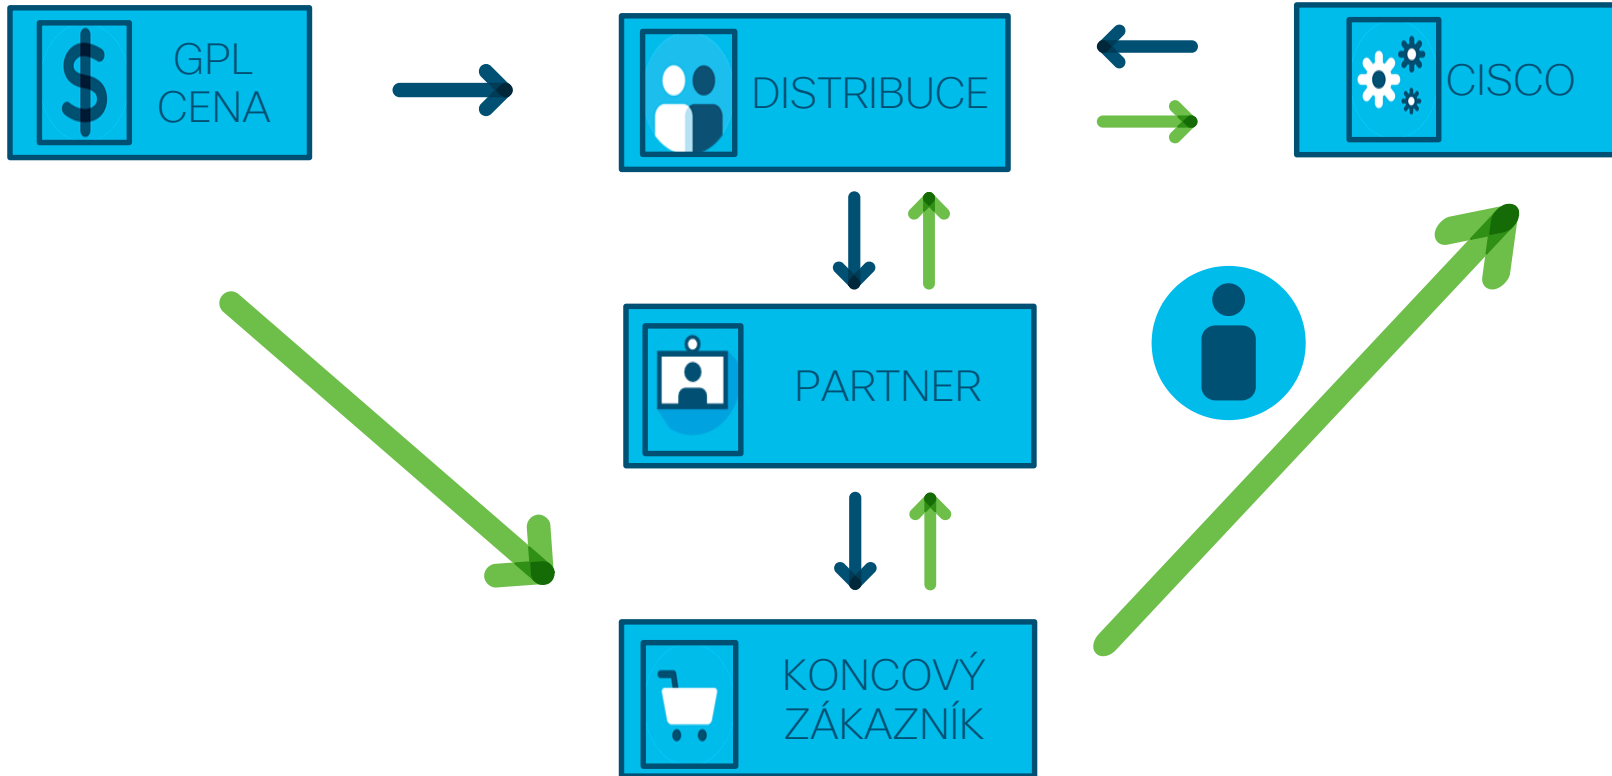 GPL
CENA
DISTRIBUCE
CISCO
PARTNER
KONCOVÝ
ZÁKAZNÍK